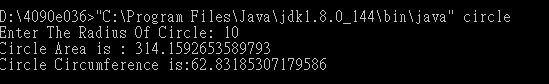 D:\4090e036>"C:\Program Files\Java\jdk1.8.0_144\bin\java" circle
Enter The Radius Of Circle: 10
Circle Area is : 314.1592653589793
Circle Circumference is:62.83185307179586